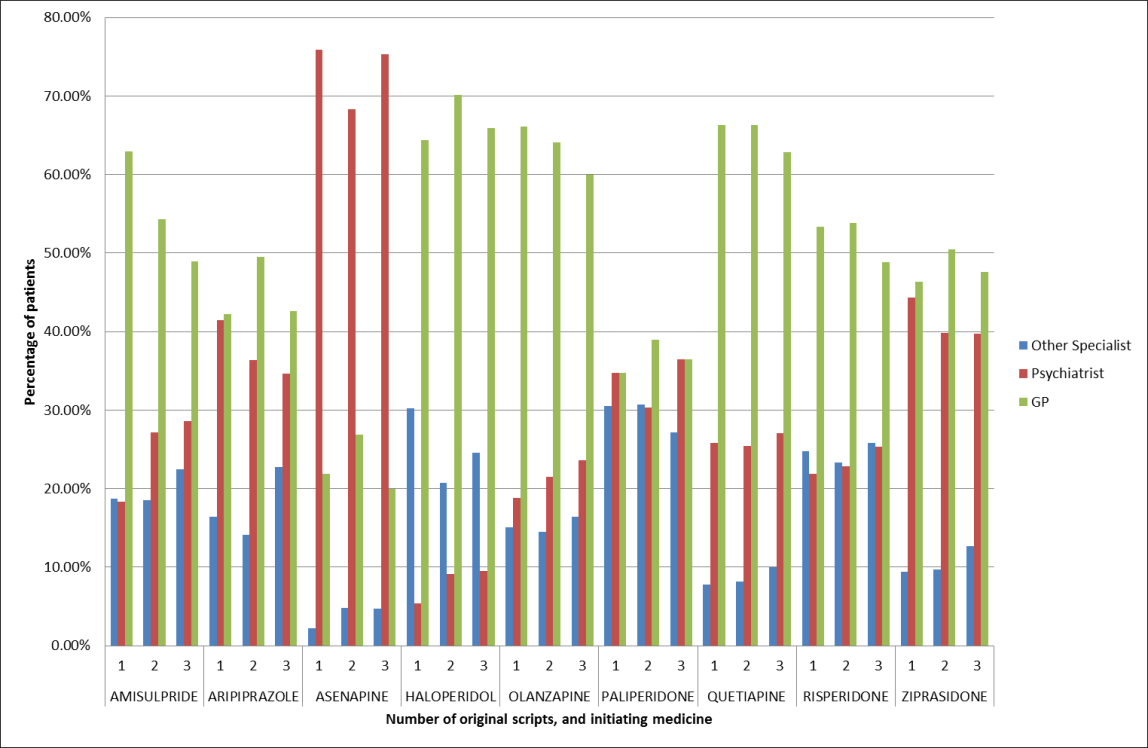 80.00%
70.00%
60.00%
50.00%
40.00%
30.00%
20.00%
10.00%
0.00%
Percentage of patients
1 2 3 1 2 3 1 2 3 1 2 3 1 2 3 1 2 3 1 2 3 1 2 3 1 2 3
AMISULPRIDE ARIPIPRAZOLE ASENAPINE HALOPERIDOL OLANZAPINE PALIPERIDONE QUETIAPINE RISPERIDONE ZIPRASIDONE
Number of original scripts, and initiating medicine
Other Specialist
Psychiatrist
GP